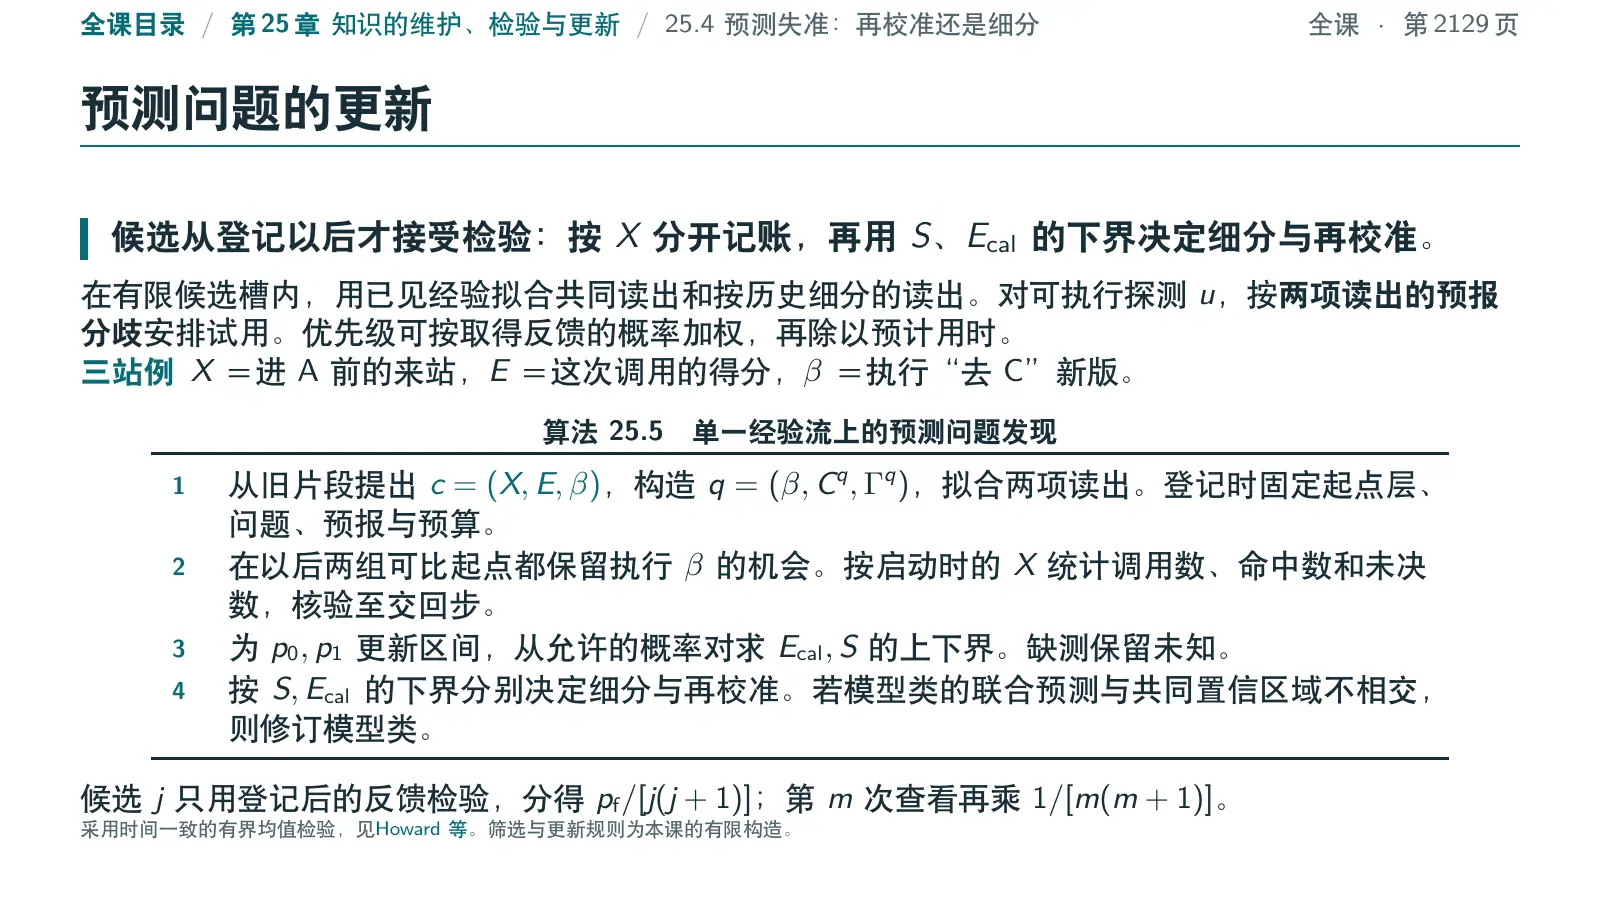 全课目录 / 第 25 章 知识的维护、检验与更新 / 25.4 预测失准：再校准还是细分
全课 · 第 2129 页
预测问题的更新
候选从登记以后才接受检验：按 X 分开记账，再用 S、E_cal 的下界决定细分与再校准。
在有限候选槽内，用已见经验拟合共同读出和按历史细分的读出。对可执行探测 u，按两项读出的预报
分歧安排试用。优先级可按取得反馈的概率加权，再除以预计用时。
三站例 X =进 A 前的来站，E =这次调用的得分，β =执行“去 C”新版。
算法 25.5 单一经验流上的预测问题发现
1 从旧片段提出 c = (X, E, β)，构造 q = (β, C^q, Γ^q)，拟合两项读出。登记时固定起点层、
问题、预报与预算。
2 在以后两组可比起点都保留执行 β 的机会。按启动时的 X 统计调用数、命中数和未决
数，核验至交回步。
3 为 p₀, p₁ 更新区间，从允许的概率对求 E_cal, S 的上下界。缺测保留未知。
4 按 S, E_cal 的下界分别决定细分与再校准。若模型类的联合预测与共同置信区域不相交，
则修订模型类。
候选 j 只用登记后的反馈检验，分得 p_f/[j(j + 1)]；第 m 次查看再乘 1/[m(m + 1)]。
采用时间一致的有界均值检验，见Howard 等。筛选与更新规则为本课的有限构造。